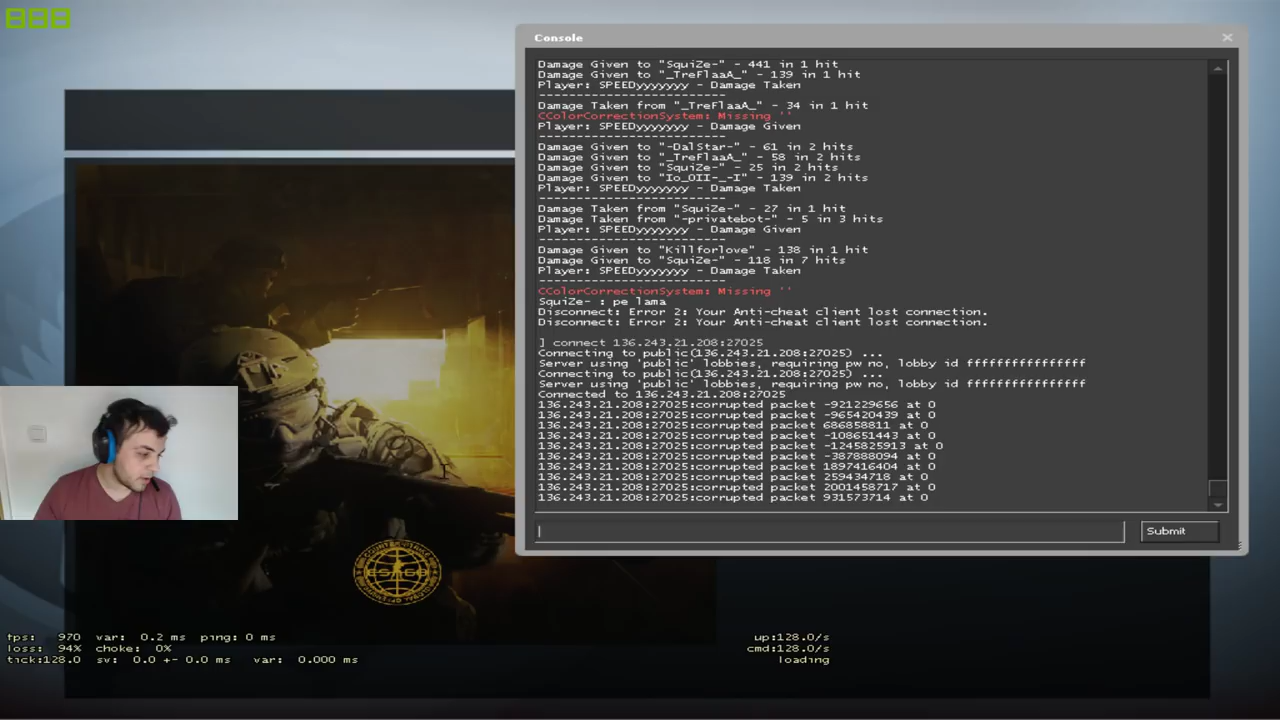 888
Console
Damage Given to "SquiZe-" - 441 in 1 hit
Damage Given to "_TreFlaaA_" - 139 in 1 hit
Player: SPEEDyyyyyyy - Damage Taken
-------------------------
Damage Taken from "_TreFlaaA_" - 34 in 1 hit
CColorCorrectionSystem: Missing ''
Player: SPEEDyyyyyyy - Damage Given
-------------------------
Damage Given to "-DalStar-" - 61 in 2 hits
Damage Given to "_TreFlaaA_" - 58 in 2 hits
Damage Given to "SquiZe-" - 25 in 2 hits
Damage Given to "Io_OII-_-I" - 139 in 2 hits
Player: SPEEDyyyyyyy - Damage Taken
-------------------------
Damage Taken from "SquiZe-" - 27 in 1 hit
Damage Taken from "-privatebot-" - 5 in 3 hits
Player: SPEEDyyyyyyy - Damage Given
-------------------------
Damage Given to "Killforlove" - 138 in 1 hit
Damage Given to "SquiZe-" - 118 in 7 hits
Player: SPEEDyyyyyyy - Damage Taken
-------------------------
CColorCorrectionSystem: Missing ''
SquiZe- : pe lama
Disconnect: Error 2: Your Anti-cheat client lost connection.
Disconnect: Error 2: Your Anti-cheat client lost connection.
] connect 136.243.21.208:27025
Connecting to public(136.243.21.208:27025) ...
Server using 'public' lobbies, requiring pw no, lobby id ffffffffffffffff
Connecting to public(136.243.21.208:27025) ...
Server using 'public' lobbies, requiring pw no, lobby id ffffffffffffffff
Connected to 136.243.21.208:27025
136.243.21.208:27025:corrupted packet -921229656 at 0
136.243.21.208:27025:corrupted packet -965420439 at 0
136.243.21.208:27025:corrupted packet 686858811 at 0
136.243.21.208:27025:corrupted packet -108651443 at 0
136.243.21.208:27025:corrupted packet -1245825913 at 0
136.243.21.208:27025:corrupted packet -387888094 at 0
136.243.21.208:27025:corrupted packet 1897416404 at 0
136.243.21.208:27025:corrupted packet 259434718 at 0
136.243.21.208:27025:corrupted packet 2001458717 at 0
136.243.21.208:27025:corrupted packet 931573714 at 0
Submit
CS GO
fps: 970 var: 0.2 ms ping: 0 ms
loss: 94% choke: 0%
tick:128.0 sv: 0.0 +- 0.0 ms var: 0.000 ms
up:128.0/s
cmd:128.0/s
loading